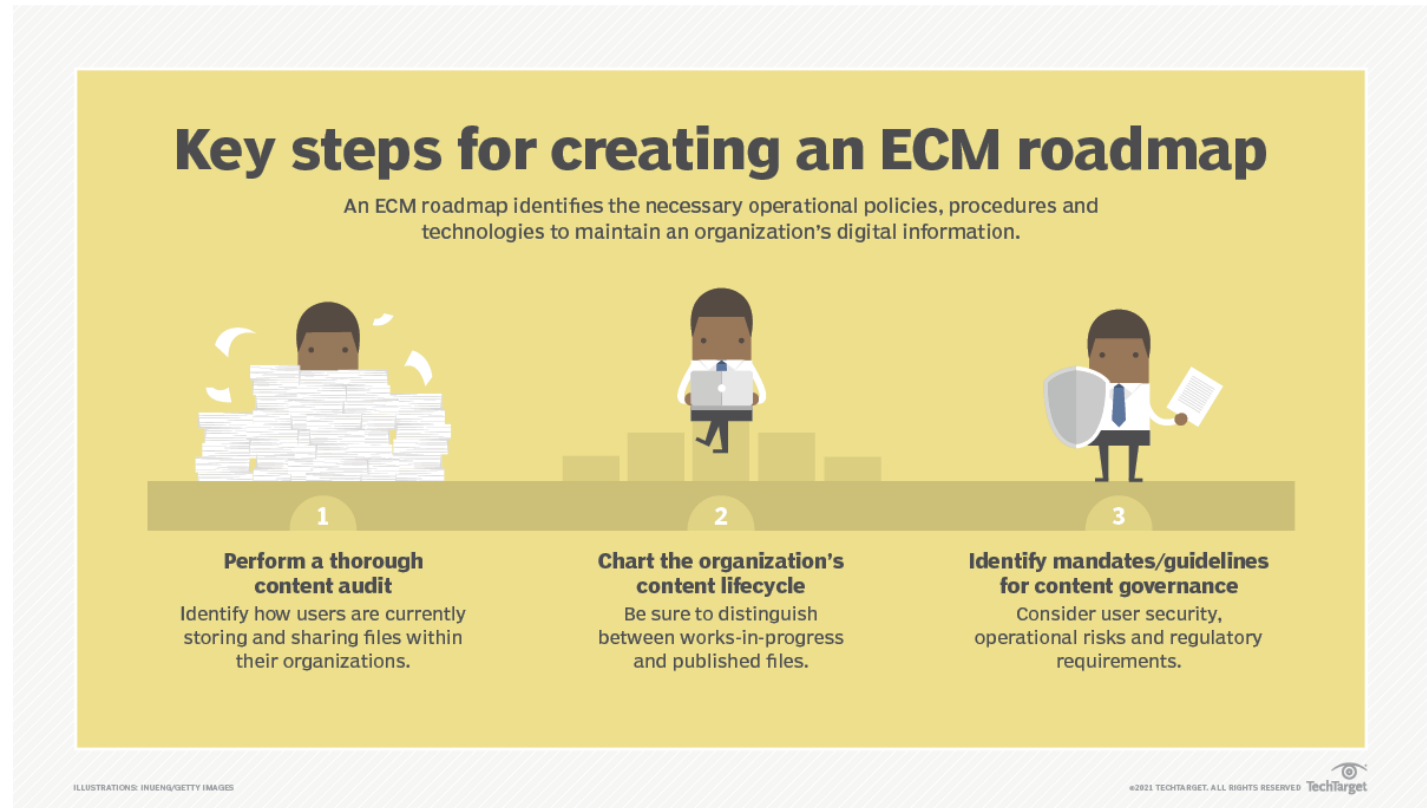 Key steps for creating an ECM roadmap
An ECM roadmap identifies the necessary operational policies, procedures and
technologies to maintain an organization's digital information.
1
Perform a thorough
content audit
Identify how users are currently
storing and sharing files within
their organizations.
2
Chart the organization's
content lifecycle
Be sure to distinguish
between works-in-progress
and published files.
3
Identify mandates/guidelines
for content governance
Consider user security,
operational risks and regulatory
requirements.
ILLUSTRATIONS: INUENG/GETTY IMAGES
©2021 TECHTARGET. ALL RIGHTS RESERVED TechTarget